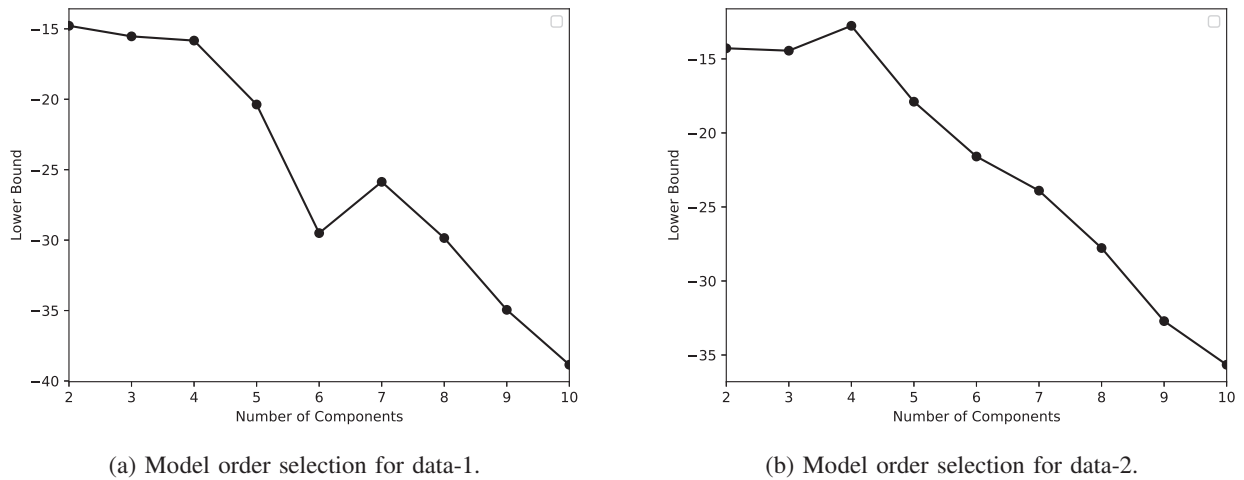 −15
−20
−25
−30
−35
−40
Lower Bound
2 3 4 5 6 7 8 9 10
Number of Components
(a) Model order selection for data-1.
−15
−20
−25
−30
−35
Lower Bound
2 3 4 5 6 7 8 9 10
Number of Components
(b) Model order selection for data-2.